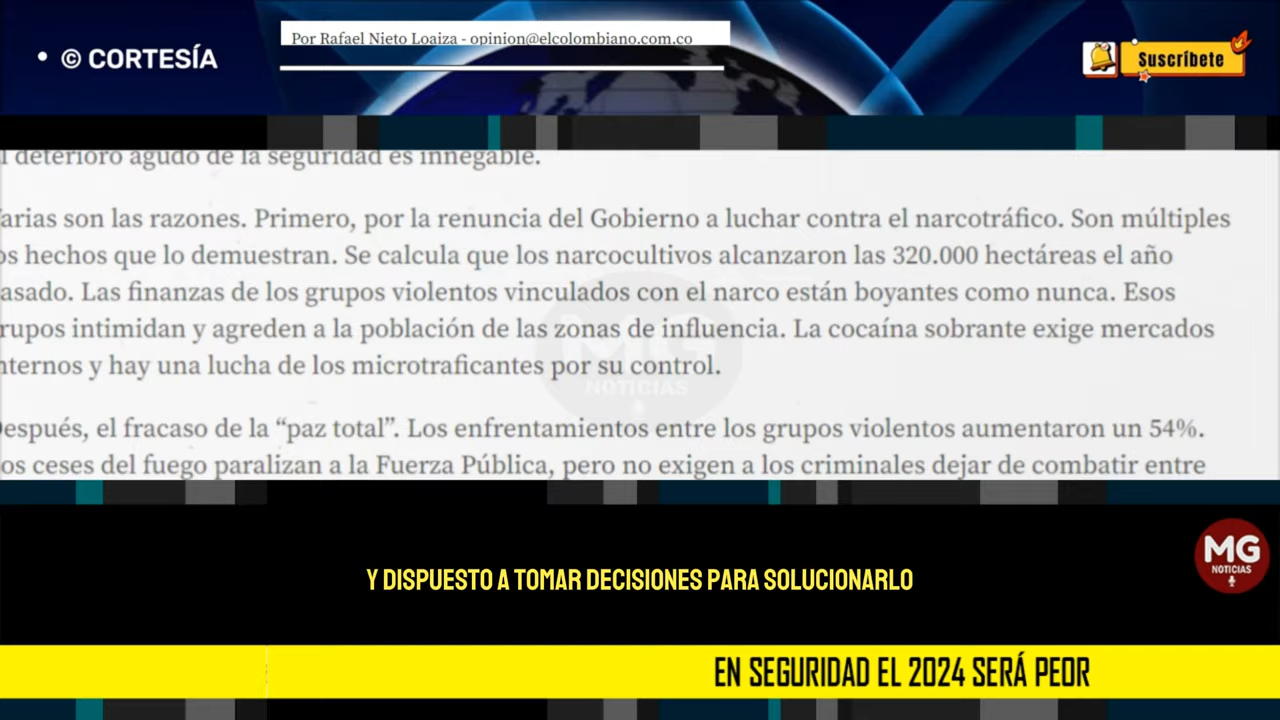 Por Rafael Nieto Loaiza - opinion@elcolombiano.com.co
• © CORTESÍA
Suscríbete
l deterioro agudo de la seguridad es innegable.
arias son las razones. Primero, por la renuncia del Gobierno a luchar contra el narcotráfico. Son múltiples
os hechos que lo demuestran. Se calcula que los narcocultivos alcanzaron las 320.000 hectáreas el año
asado. Las finanzas de los grupos violentos vinculados con el narco están boyantes como nunca. Esos
rupos intimidan y agreden a la población de las zonas de influencia. La cocaína sobrante exige mercados
nternos y hay una lucha de los microtraficantes por su control.
MG
NOTICIAS
espués, el fracaso de la “paz total”. Los enfrentamientos entre los grupos violentos aumentaron un 54%.
os ceses del fuego paralizan a la Fuerza Pública, pero no exigen a los criminales dejar de combatir entre
MG
NOTICIAS
Y DISPUESTO A TOMAR DECISIONES PARA SOLUCIONARLO
EN SEGURIDAD EL 2024 SERÁ PEOR